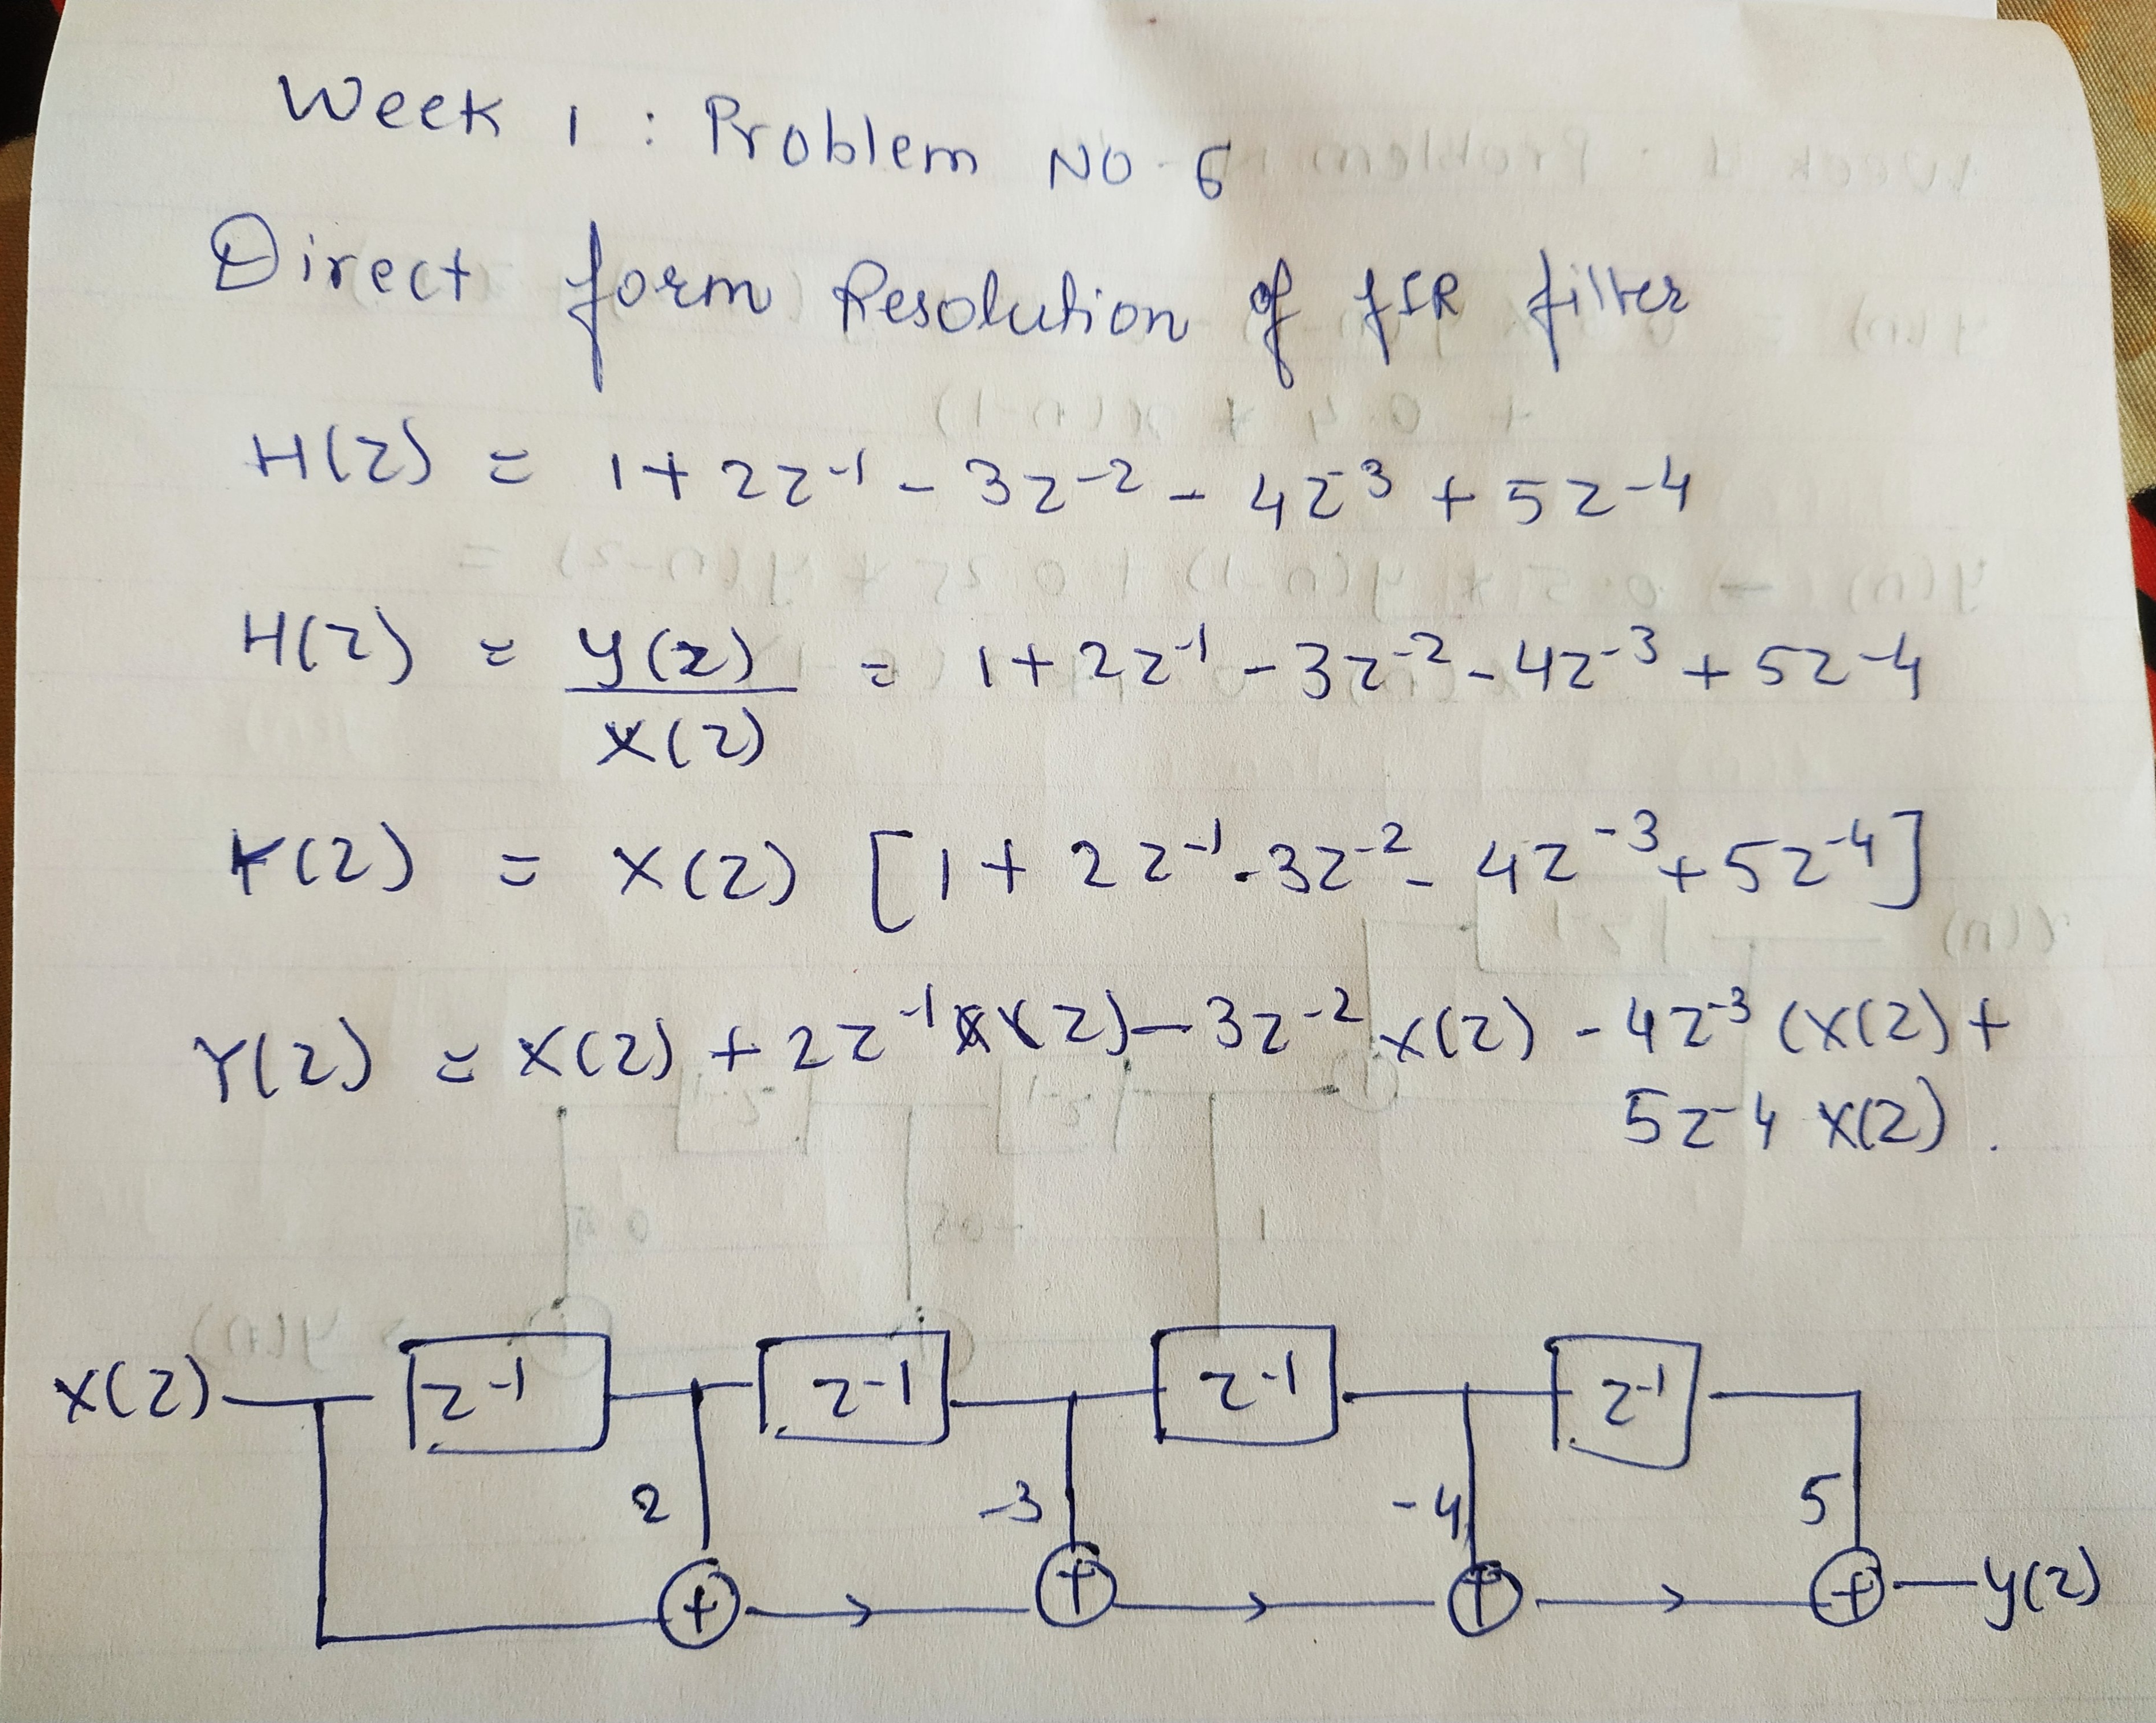 Week 1 : Problem NO. 6
Direct form Resolution of fIR filter
H(z) = 1 + 2z⁻¹ - 3z⁻² - 4z⁻³ + 5z⁻⁴
H(z) = y(z)/X(z) = 1 + 2z⁻¹ - 3z⁻² - 4z⁻³ + 5z⁻⁴
Y(z) = X(z) [1 + 2z⁻¹ - 3z⁻² - 4z⁻³ + 5z⁻⁴]
Y(z) = X(z) + 2z⁻¹ X(z) - 3z⁻² X(z) - 4z⁻³ (X(z) +
5z⁻⁴ X(z).
X(z) z⁻¹ z⁻¹ z⁻¹ z⁻¹
2 -3 -4 5
+ + + + y(z)